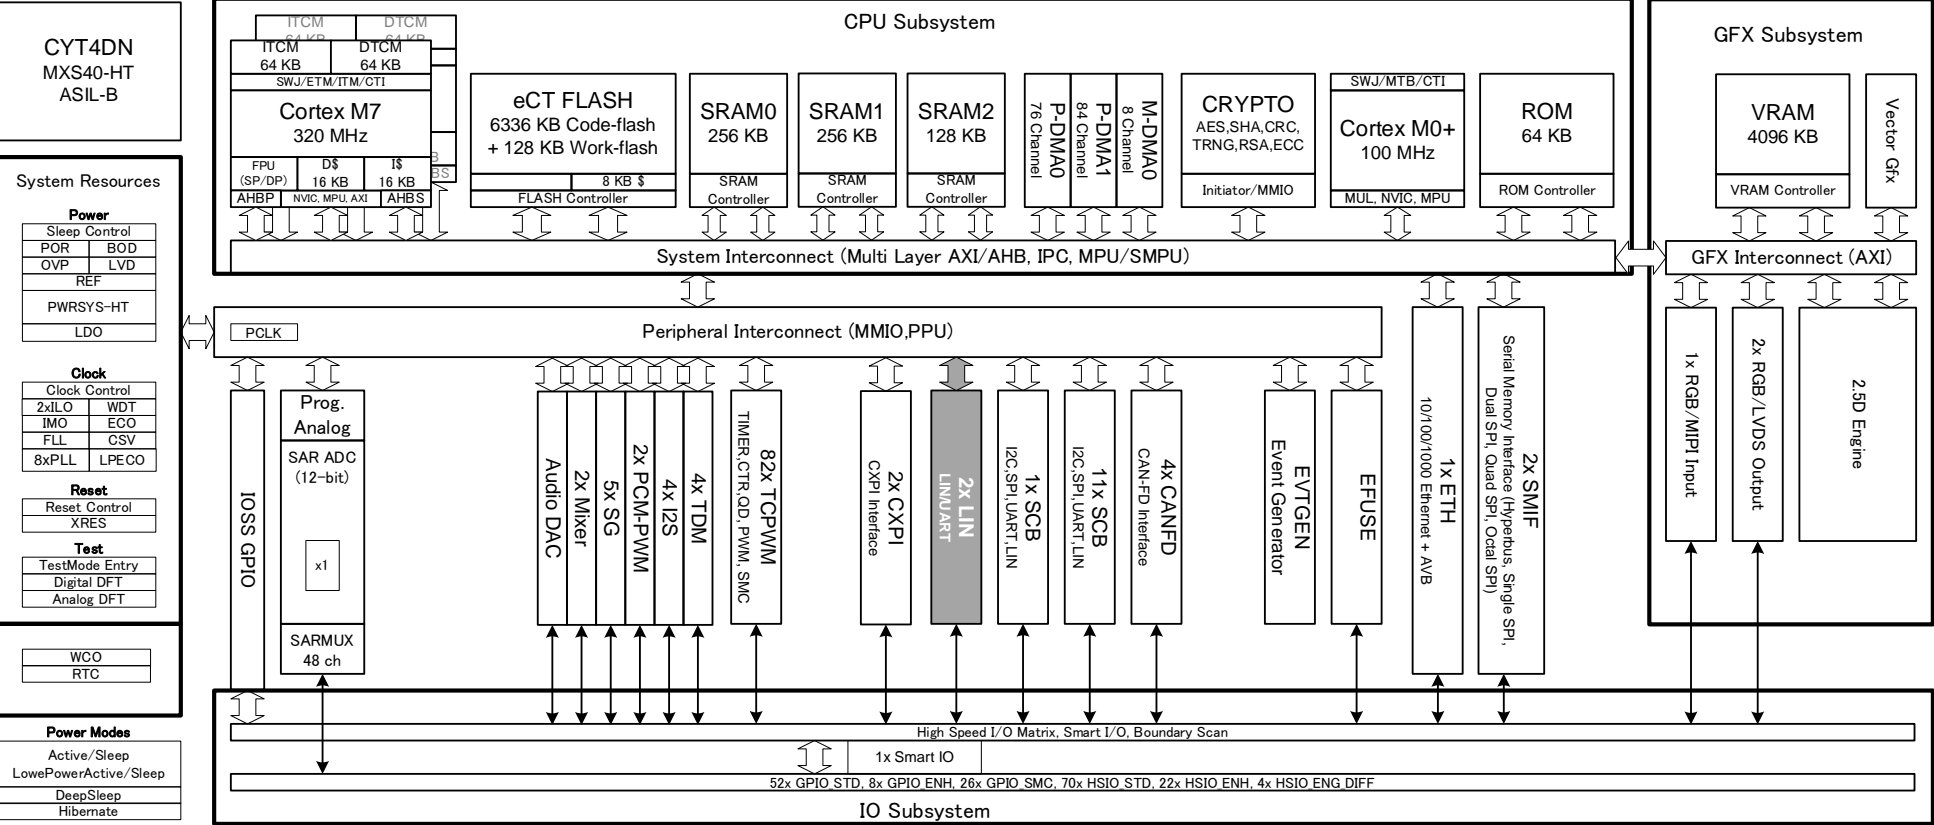 CYT4DN
MXS40-HT
ASIL-B
System Resources
Power
Sleep Control
POR BOD
OVP LVD
REF
PWRSYS-HT
LDO
Clock
Clock Control
2xILO WDT
IMO ECO
FLL CSV
8xPLL LPECO
Reset
Reset Control
XRES
Test
TestMode Entry
Digital DFT
Analog DFT
WCO
RTC
Power Modes
Active/Sleep
LowePowerActive/Sleep
DeepSleep
Hibernate
CPU Subsystem
ITCM
64 KB
DTCM
64 KB
ITCM
64 KB
DTCM
64 KB
SWJ/ETM/ITM/CTI
Cortex M7
320 MHz
FPU
(SP/DP)
D$
16 KB
I$
16 KB
B
BS
AHBP
NVIC, MPU, AXI
AHBS
eCT FLASH
6336 KB Code-flash
+ 128 KB Work-flash
8 KB $
FLASH Controller
SRAM0
256 KB
SRAM
Controller
SRAM1
256 KB
SRAM
Controller
SRAM2
128 KB
SRAM
Controller
P-DMA0
76 Channel
P-DMA1
84 Channel
M-DMA0
8 Channel
CRYPTO
AES,SHA,CRC,
TRNG,RSA,ECC
Initiator/MMIO
SWJ/MTB/CTI
Cortex M0+
100 MHz
MUL, NVIC, MPU
ROM
64 KB
ROM Controller
System Interconnect (Multi Layer AXI/AHB, IPC, MPU/SMPU)
GFX Subsystem
VRAM
4096 KB
VRAM Controller
Vector Gfx
GFX Interconnect (AXI)
1x RGB/MIPI Input
2x RGB/LVDS Output
2.5D Engine
PCLK
Peripheral Interconnect (MMIO,PPU)
IOSS GPIO
Prog.
Analog
SAR ADC
(12-bit)
x1
SARMUX
48 ch
Audio DAC
2x Mixer
5x SG
2x PCM-PWM
4x I2S
4x TDM
82x TCPWM
TIMER,CTR,QD, PWM, SMC
2x CXPI
CXPI Interface
2x LIN
LIN/UART
1x SCB
I2C,SPI,UART,LIN
11x SCB
I2C,SPI,UART,LIN
4x CANFD
CAN-FD Interface
EVTGEN
Event Generator
EFUSE
1x ETH
10/100/1000 Ethernet + AVB
2x SMIF
Serial Memory Interface (Hyperbus, Single SPI,
Dual SPI, Quad SPI, Octal SPI)
High Speed I/O Matrix, Smart I/O, Boundary Scan
1x Smart IO
52x GPIO_STD, 8x GPIO_ENH, 26x GPIO_SMC, 70x HSIO_STD, 22x HSIO_ENH, 4x HSIO_ENG_DIFF
IO Subsystem